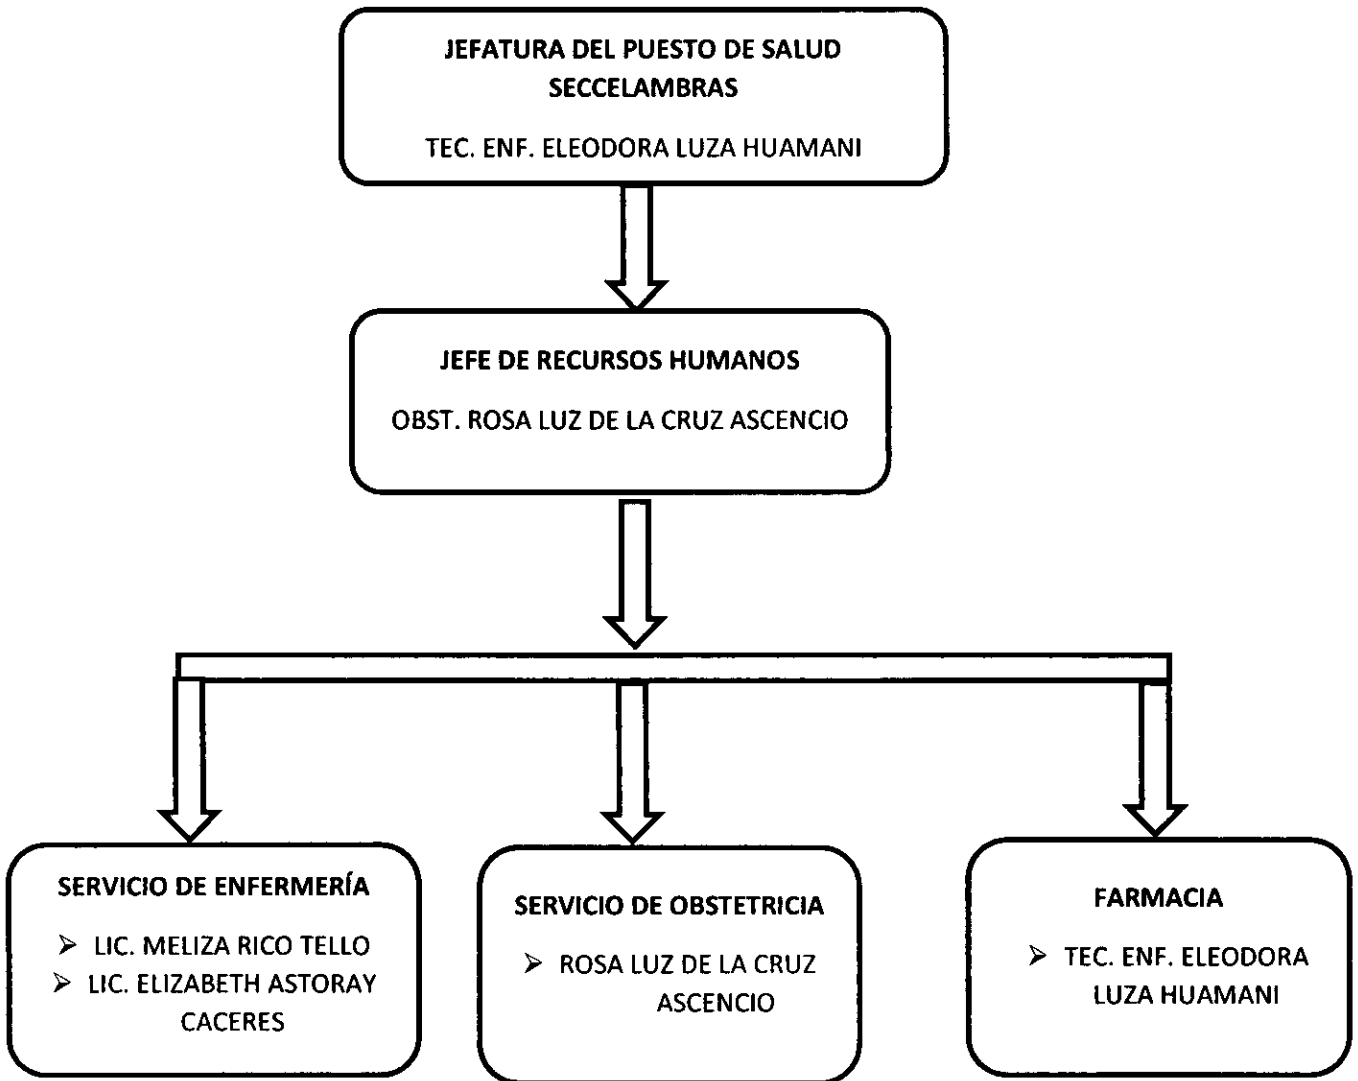 JEFATURA DEL PUESTO DE SALUD
SECCELAMBRAS
TEC. ENF. ELEODORA LUZA HUAMANI
JEFE DE RECURSOS HUMANOS
OBST. ROSA LUZ DE LA CRUZ ASCENCIO
SERVICIO DE ENFERMERÍA
➢ LIC. MELIZA RICO TELLO
➢ LIC. ELIZABETH ASTORAY
CACERES
SERVICIO DE OBSTETRICIA
➢ ROSA LUZ DE LA CRUZ
ASCENCIO
FARMACIA
➢ TEC. ENF. ELEODORA
LUZA HUAMANI